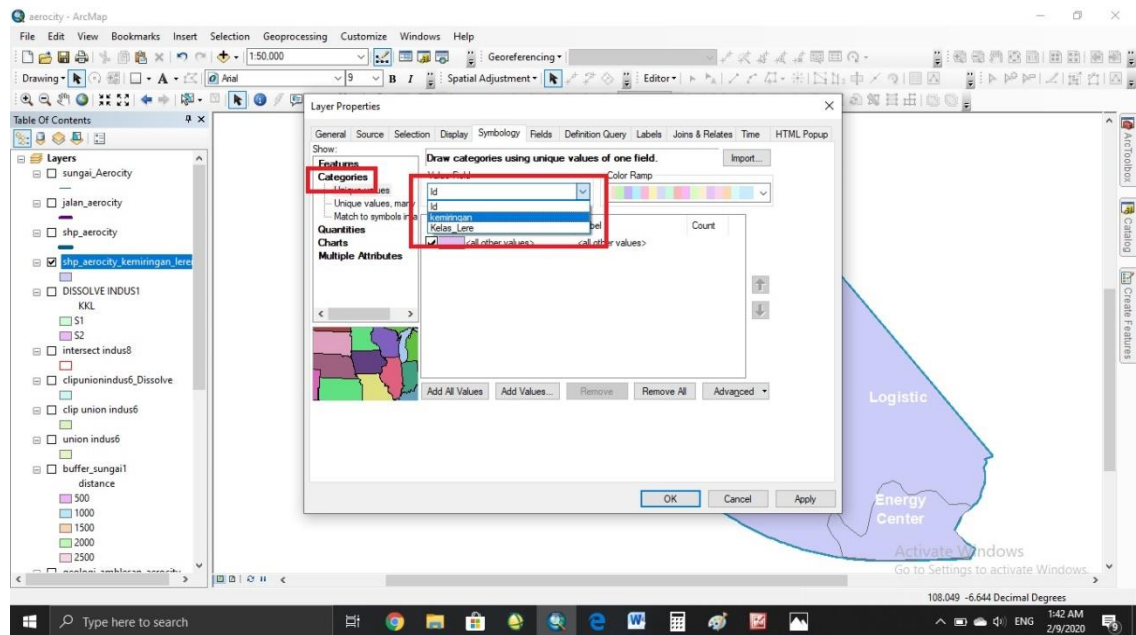 aerocity - ArcMap
File Edit View Bookmarks Insert Selection Geoprocessing Customize Windows Help
1:50,000
Georeferencing
Drawing
Arial
9
B I
Spatial Adjustment
Editor
Table Of Contents
Layers
sungai_Aerocity
jalan_aerocity
shp_aerocity
shp_aerocity_kemiringan_lere
DISSOLVE INDUS1
KKL
S1
S2
intersect indus8
clipunionindus6_Dissolve
clip union indus6
union indus6
buffer_sungai1
distance
500
1000
1500
2000
2500
Layer Properties
General Source Selection Display Symbology Fields Definition Query Labels Joins & Relates Time HTML Popup
Show:
Features
Categories
Unique values
Unique values, many
Match to symbols in a
Quantities
Charts
Multiple Attributes
Draw categories using unique values of one field.
Import...
Value Field
Color Ramp
Id
Id
kemiringan
Kelas_Lere
bel
Count
<all other values>
<all other values>
Add All Values
Add Values...
Remove
Remove All
Advanced
OK
Cancel
Apply
Logistic
Energy
Center
ArcToolbox
Catalog
Create Features
Activate Windows
Go to Settings to activate Windows.
108.049 -6.644 Decimal Degrees
Type here to search
ENG
1:42 AM
2/9/2020